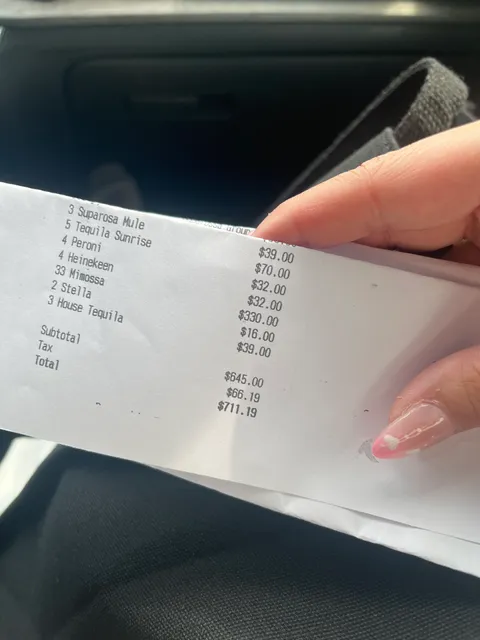 3 Suparosa Mule $39.00
5 Tequila Sunrise $70.00
4 Peroni $32.00
4 Heinekeen $32.00
33 Mimossa $330.00
2 Stella $16.00
3 House Tequila $39.00
Subtotal $645.00
Tax $66.19
Total $711.19